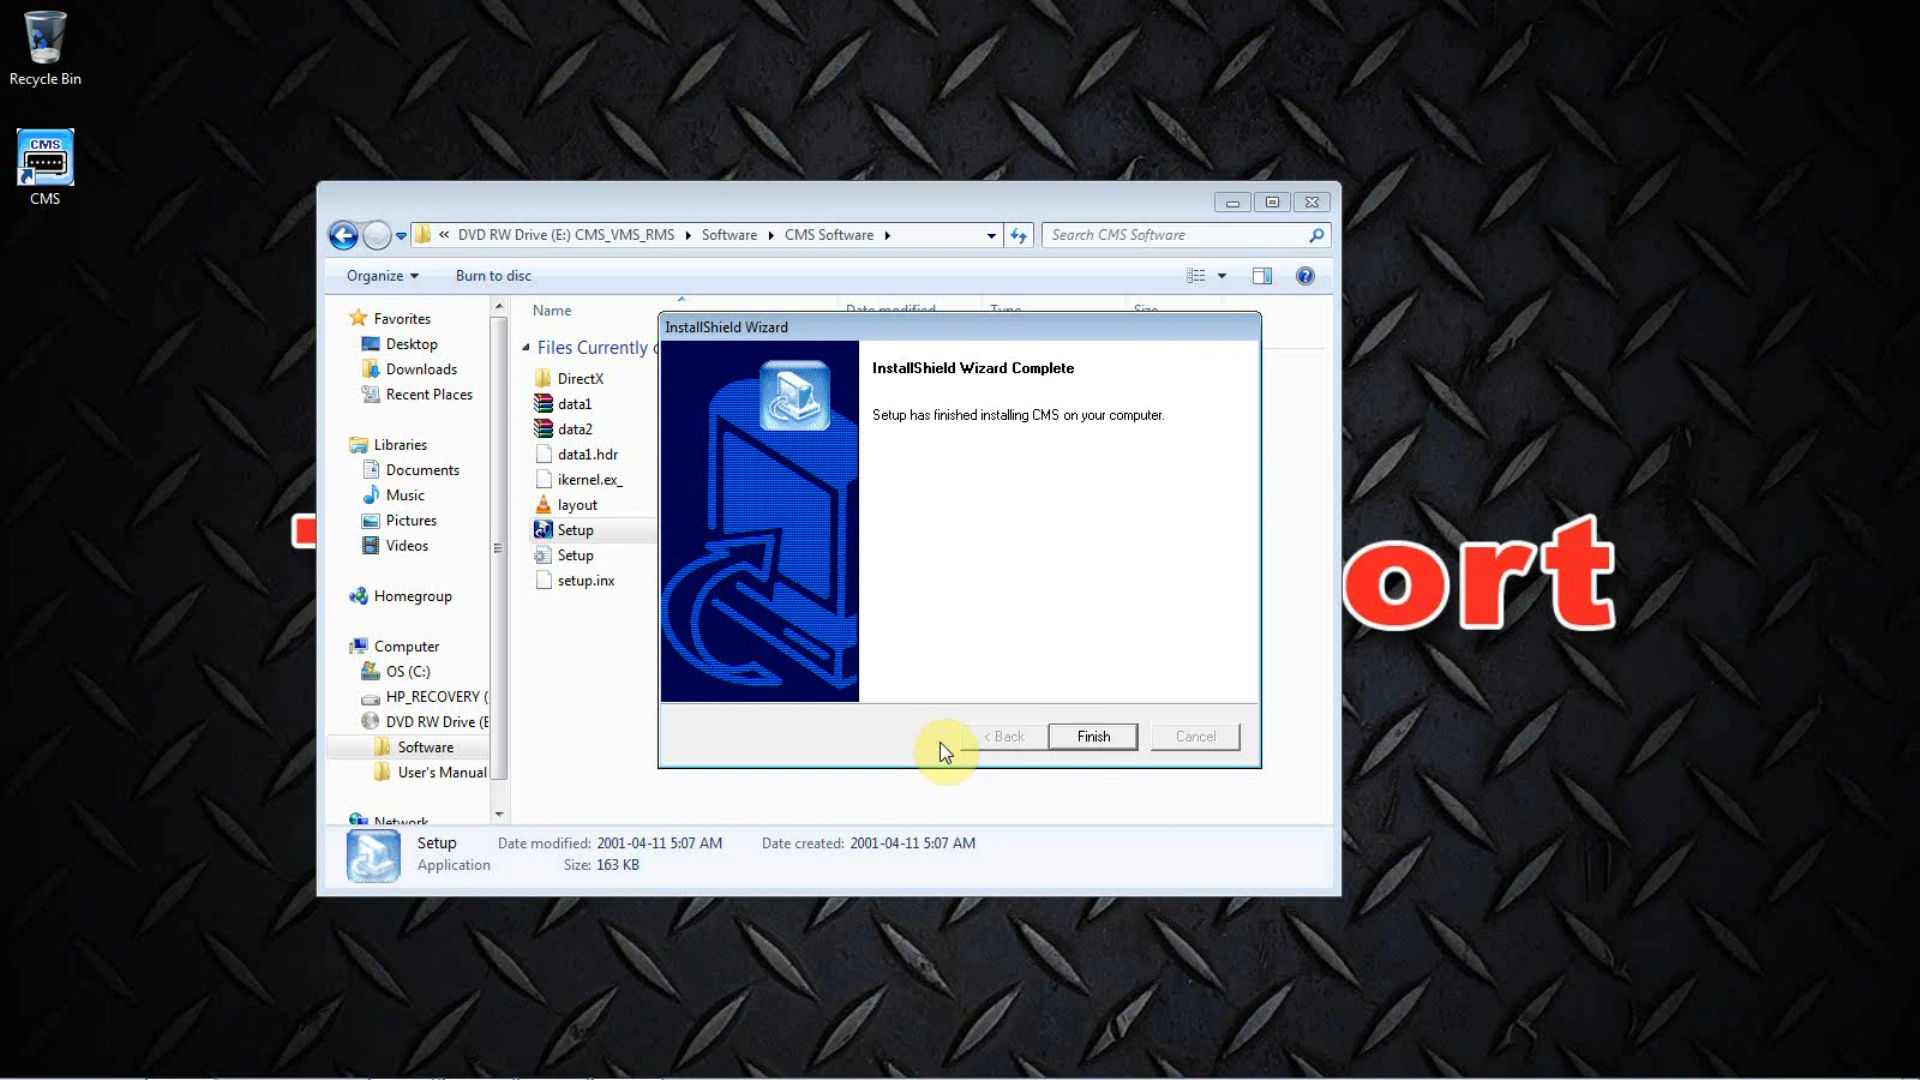 Recycle Bin
CMS
CMS
« DVD RW Drive (E:) CMS_VMS_RMS ▸ Software ▸ CMS Software ▸
Search CMS Software
Organize
Burn to disc
Favorites
Desktop
Downloads
Recent Places
Libraries
Documents
Music
Pictures
Videos
Homegroup
Computer
OS (C:)
HP_RECOVERY (
DVD RW Drive (E
Software
User's Manual
Network
Name
Date modified
Type
Size
Files Currently
DirectX
data1
data2
data1.hdr
ikernel.ex_
layout
Setup
Setup
setup.inx
InstallShield Wizard
InstallShield Wizard Complete
Setup has finished installing CMS on your computer.
< Back
Finish
Cancel
ort
Setup
Date modified: 2001-04-11 5:07 AM
Date created: 2001-04-11 5:07 AM
Application
Size: 163 KB